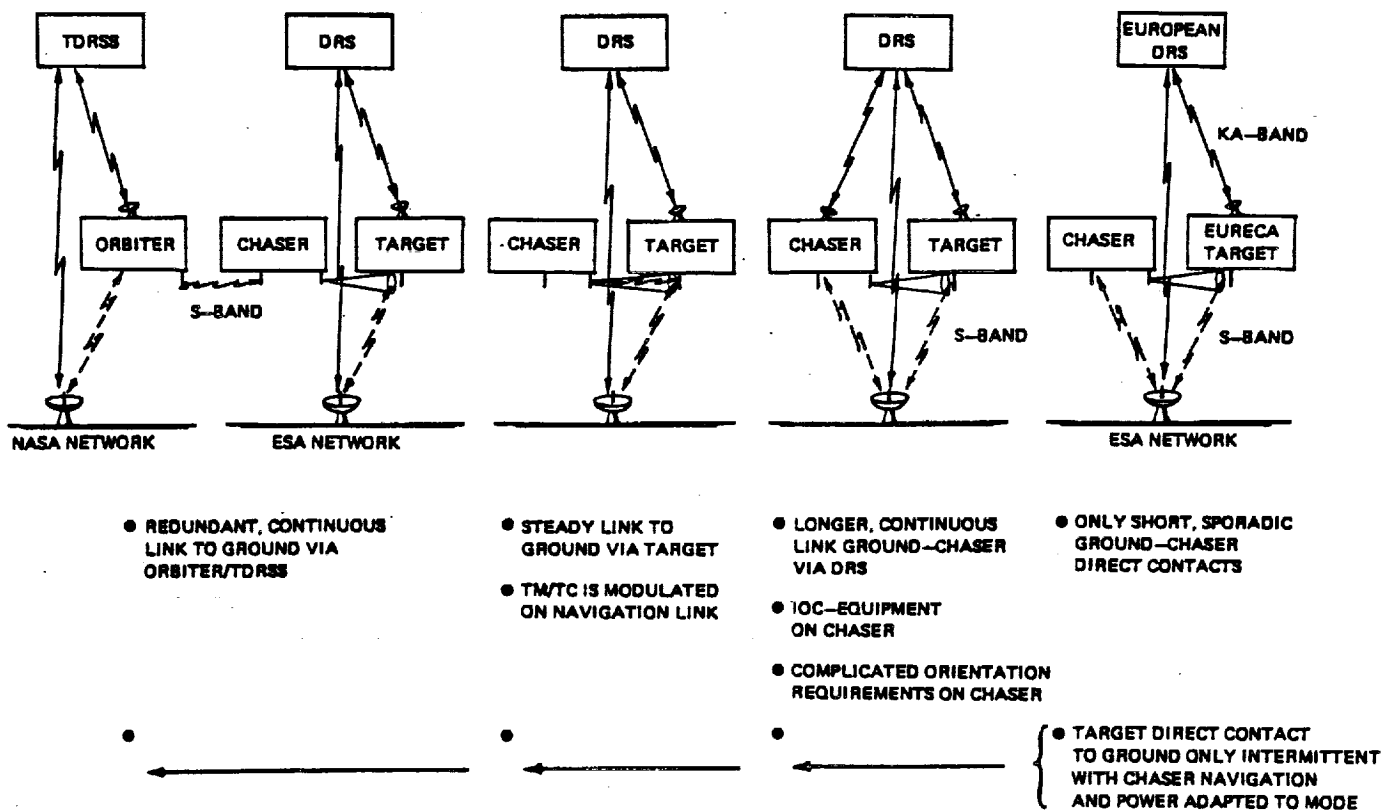 TDRSS
DRS
DRS
DRS
EUROPEAN
DRS
KA-BAND
ORBITER
CHASER
TARGET
CHASER
TARGET
CHASER
TARGET
CHASER
EURECA
TARGET
S-BAND
S-BAND
S-BAND
NASA NETWORK
ESA NETWORK
ESA NETWORK
● REDUNDANT, CONTINUOUS
LINK TO GROUND VIA
ORBITER/TDRSS
● STEADY LINK TO
GROUND VIA TARGET
● TM/TC IS MODULATED
ON NAVIGATION LINK
● LONGER, CONTINUOUS
LINK GROUND-CHASER
VIA DRS
● IOC-EQUIPMENT
ON CHASER
● COMPLICATED ORIENTATION
REQUIREMENTS ON CHASER
● ONLY SHORT, SPORADIC
GROUND-CHASER
DIRECT CONTACTS
● TARGET DIRECT CONTACT
TO GROUND ONLY INTERMITTENT
WITH CHASER NAVIGATION
AND POWER ADAPTED TO MODE